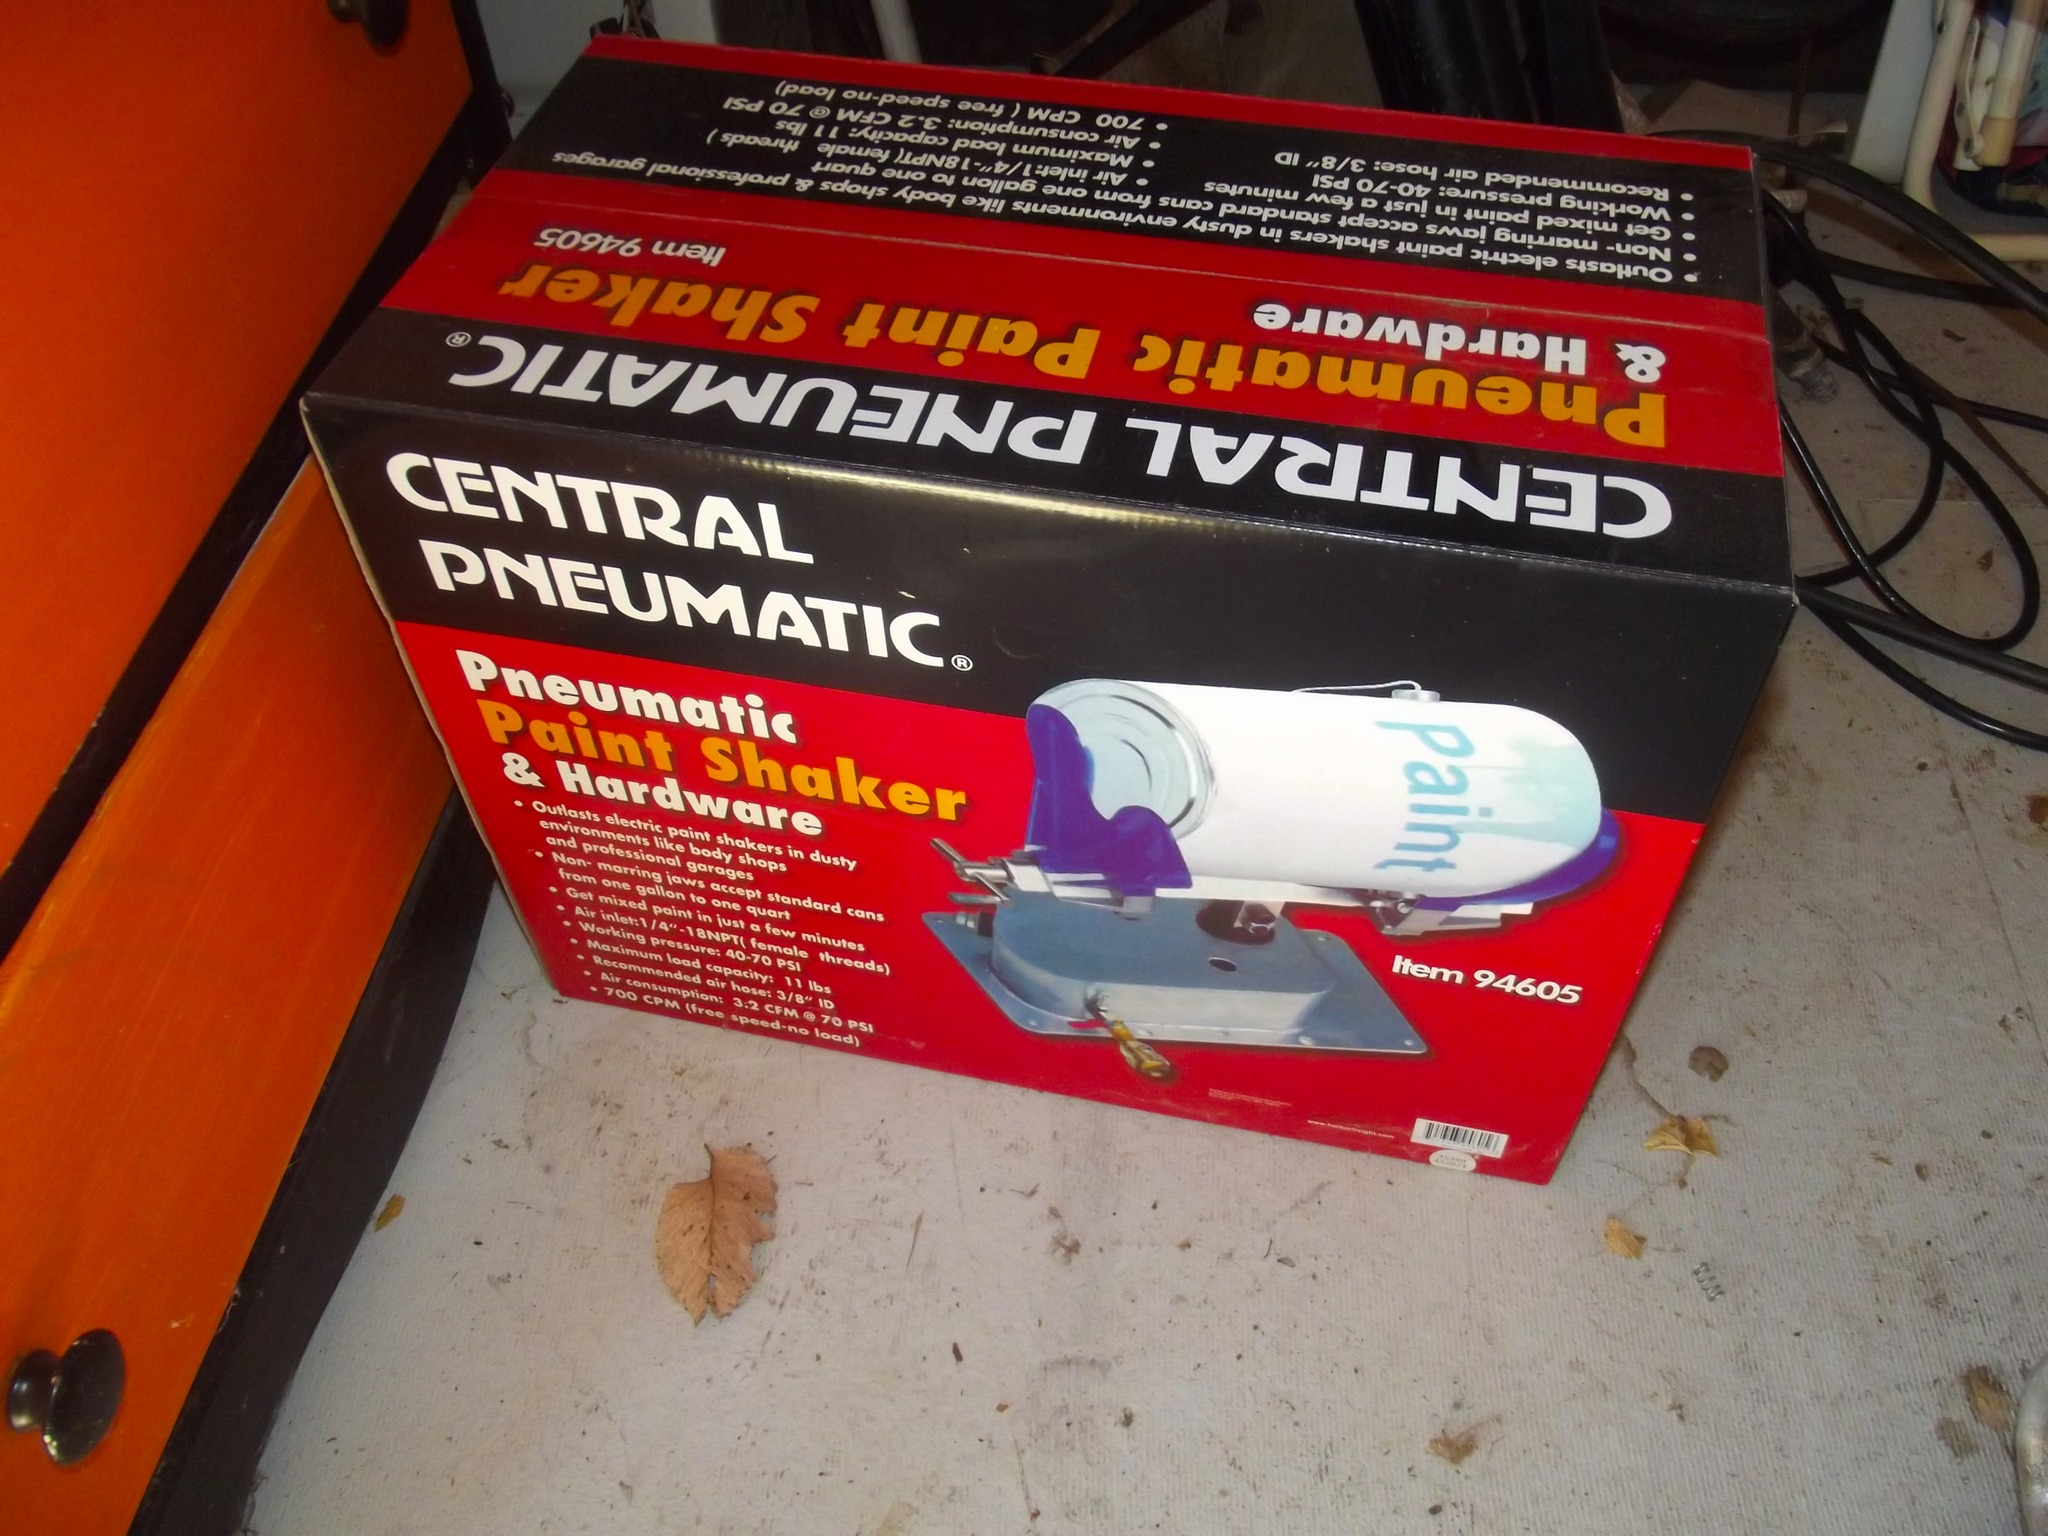 CENTRAL PNEUMATIC®
Pneumatic Paint Shaker
& Hardware
Item 94605
• Outlasts electric paint shakers in dusty environments like body shops & professional garages
• Non- marring jaws accept standard cans from one gallon to one quart
• Get mixed paint in just a few minutes
• Working pressure: 40-70 PSI
• Recommended air hose: 3/8" ID
• Air inlet:1/4"-18NPT( female threads )
• Maximum load capacity: 11 lbs
• Air consumption: 3.2 CFM @ 70 PSI
• 700 CPM ( free speed-no load)
CENTRAL
PNEUMATIC®
Pneumatic
Paint Shaker
& Hardware
• Outlasts electric paint shakers in dusty
environments like body shops
and professional garages
• Non- marring jaws accept standard cans
from one gallon to one quart
• Get mixed paint in just a few minutes
• Air inlet:1/4"-18NPT( female threads)
• Working pressure: 40-70 PSI
• Maximum load capacity: 11 lbs
• Recommended air hose: 3/8" ID
• Air consumption: 3.2 CFM @ 70 PSI
• 700 CPM (free speed-no load)
Paint
Item 94605
www.harborfreight.com